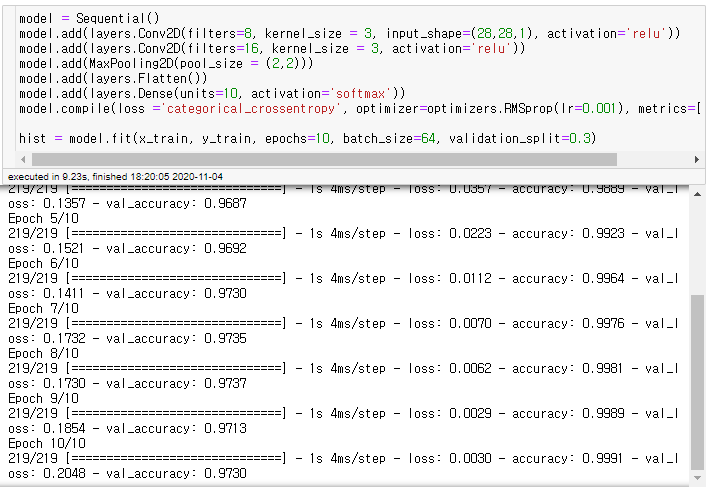 model = Sequential()
model.add(layers.Conv2D(filters=8, kernel_size = 3, input_shape=(28,28,1), activation='relu'))
model.add(layers.Conv2D(filters=16, kernel_size = 3, activation='relu'))
model.add(MaxPooling2D(pool_size = (2,2)))
model.add(layers.Flatten())
model.add(layers.Dense(units=10, activation='softmax'))
model.compile(loss ='categorical_crossentropy', optimizer=optimizers.RMSprop(lr=0.001), metrics=[
hist = model.fit(x_train, y_train, epochs=10, batch_size=64, validation_split=0.3)
executed in 9.23s, finished 18:20:05 2020-11-04
219/219 [==============================] - 1s 4ms/step - loss: 0.0357 - accuracy: 0.9889 - val_l
oss: 0.1357 - val_accuracy: 0.9687
Epoch 5/10
219/219 [==============================] - 1s 4ms/step - loss: 0.0223 - accuracy: 0.9923 - val_l
oss: 0.1521 - val_accuracy: 0.9692
Epoch 6/10
219/219 [==============================] - 1s 4ms/step - loss: 0.0112 - accuracy: 0.9964 - val_l
oss: 0.1411 - val_accuracy: 0.9730
Epoch 7/10
219/219 [==============================] - 1s 4ms/step - loss: 0.0070 - accuracy: 0.9976 - val_l
oss: 0.1732 - val_accuracy: 0.9735
Epoch 8/10
219/219 [==============================] - 1s 4ms/step - loss: 0.0062 - accuracy: 0.9981 - val_l
oss: 0.1730 - val_accuracy: 0.9737
Epoch 9/10
219/219 [==============================] - 1s 4ms/step - loss: 0.0029 - accuracy: 0.9989 - val_l
oss: 0.1854 - val_accuracy: 0.9713
Epoch 10/10
219/219 [==============================] - 1s 4ms/step - loss: 0.0030 - accuracy: 0.9991 - val_l
oss: 0.2048 - val_accuracy: 0.9730